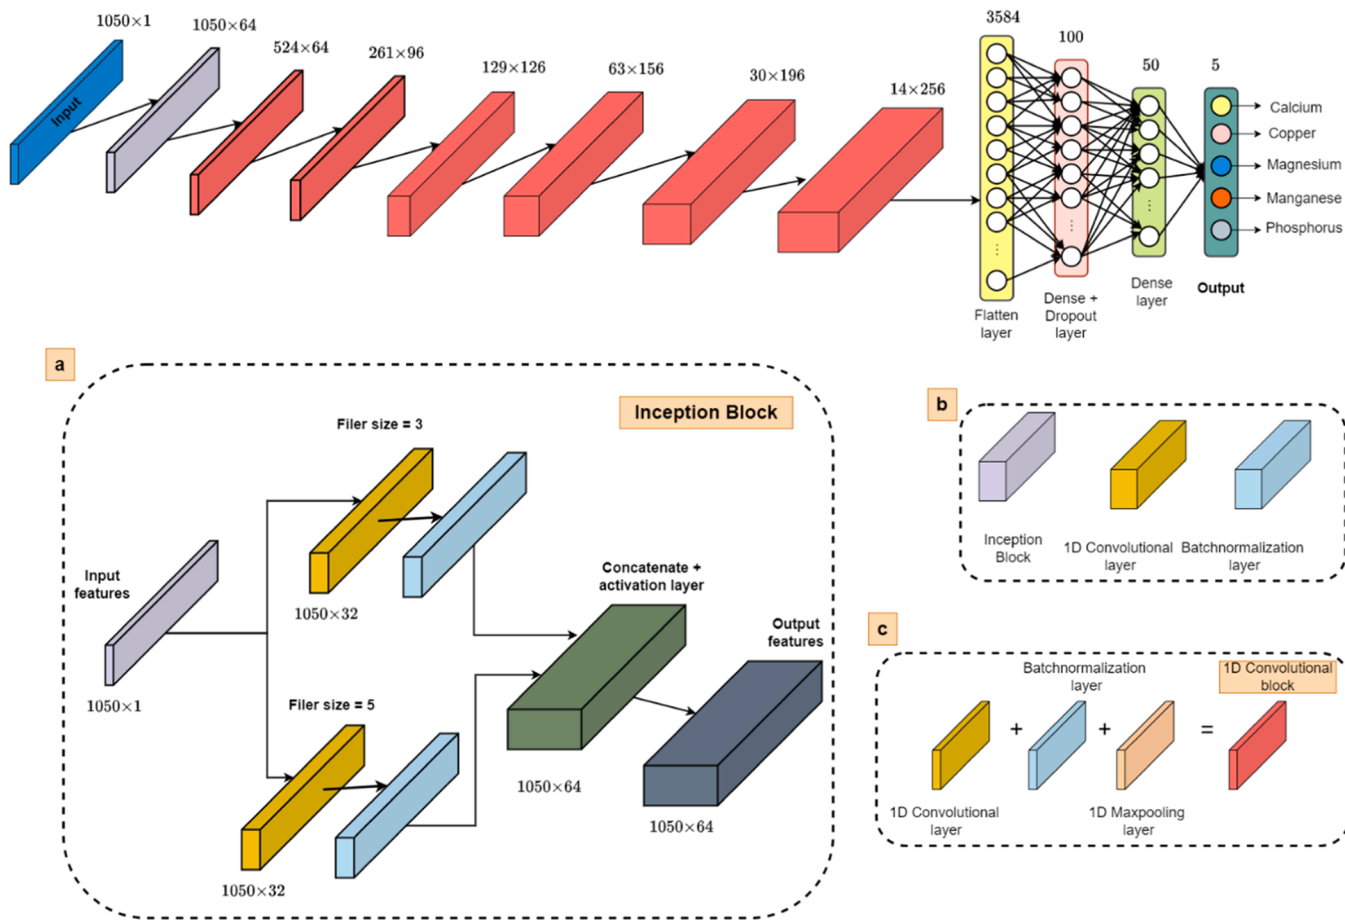 1050×1
1050×64
524×64
261×96
129×126
63×156
30×196
14×256
3584
100
50
5
Input
Calcium
Copper
Magnesium
Manganese
Phosphorus
Flatten
layer
Dense +
Dropout
layer
Dense
layer
Output
a
Inception Block
Filer size = 3
Input
features
1050×1
1050×32
Filer size = 5
1050×32
Concatenate +
activation layer
1050×64
Output
features
1050×64
b
Inception
Block
1D Convolutional
layer
Batchnormalization
layer
c
Batchnormalization
layer
1D Convolutional
block
+
+
=
1D Convolutional
layer
1D Maxpooling
layer